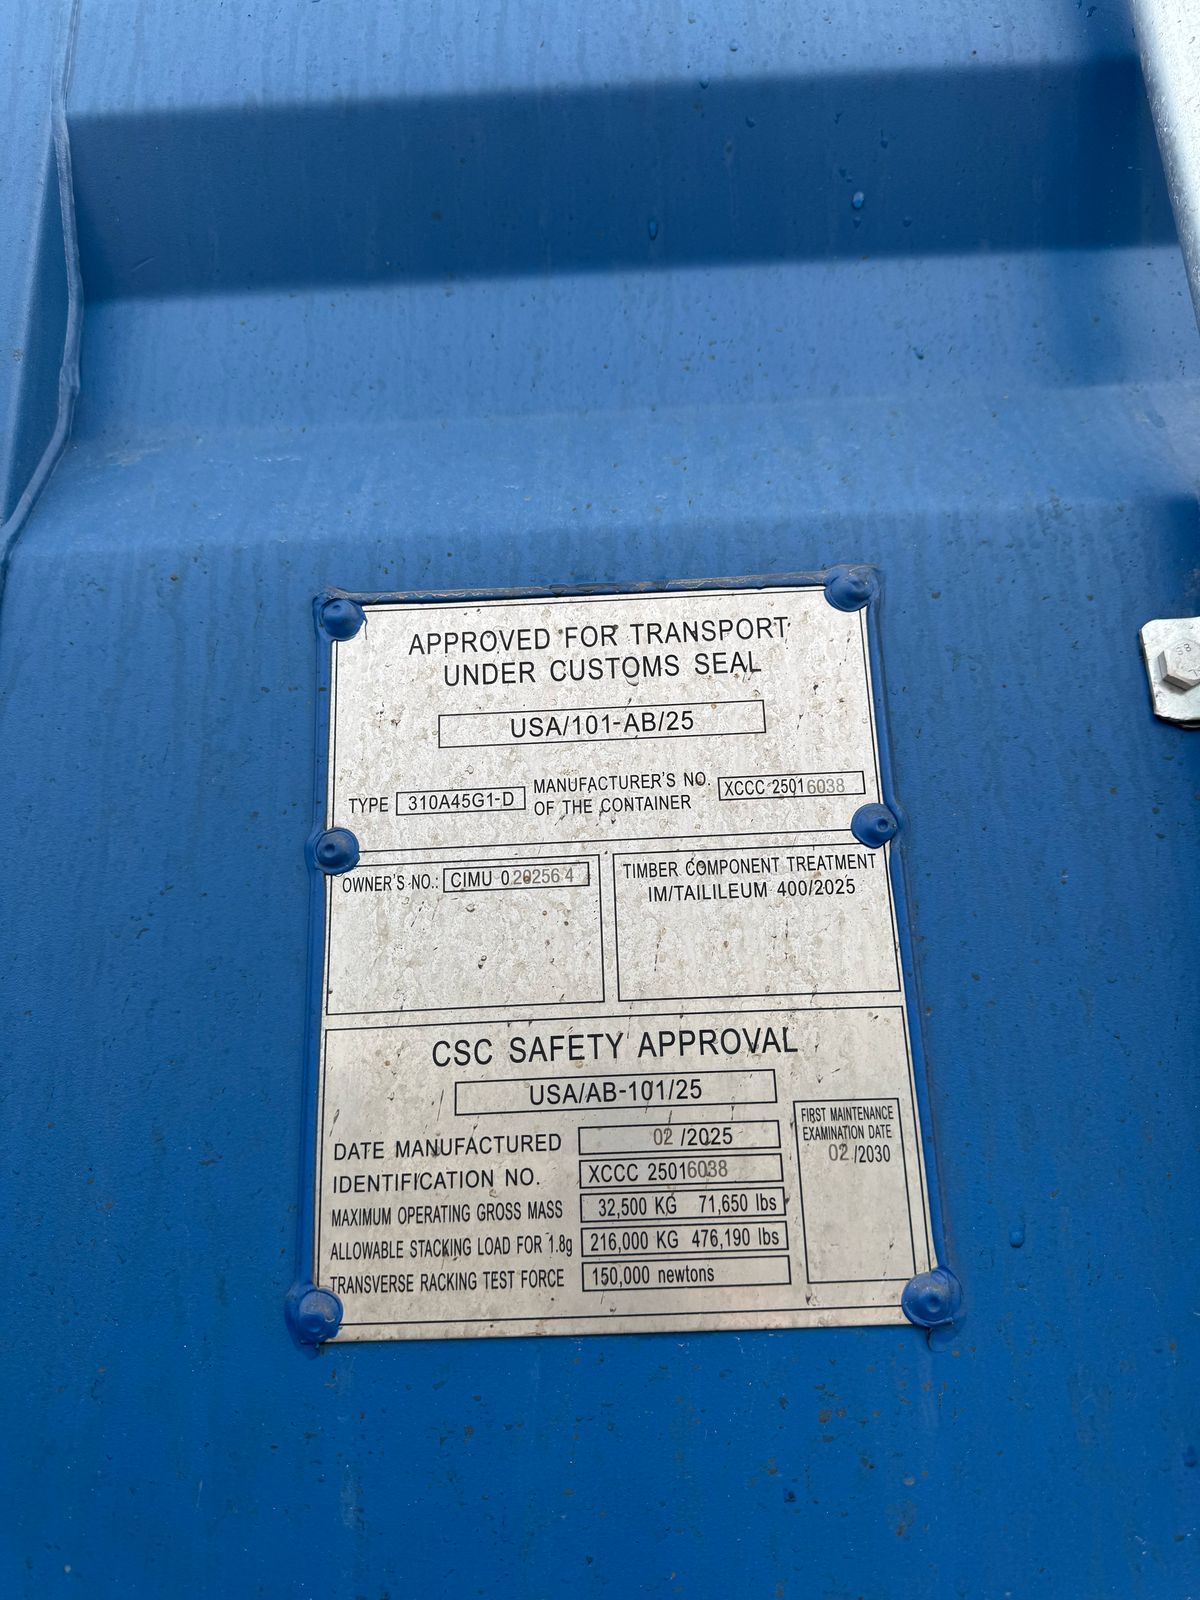 APPROVED FOR TRANSPORT
UNDER CUSTOMS SEAL
USA/101-AB/25
TYPE 310A45G1-D MANUFACTURER'S NO. OF THE CONTAINER XCCC 25016038
OWNER'S NO.: CIMU 020256 4
TIMBER COMPONENT TREATMENT
IM/TAILILEUM 400/2025
CSC SAFETY APPROVAL
USA/AB-101/25
DATE MANUFACTURED 02 /2025
IDENTIFICATION NO. XCCC 25016038
MAXIMUM OPERATING GROSS MASS 32,500 KG 71,650 lbs
ALLOWABLE STACKING LOAD FOR 1.8g 216,000 KG 476,190 lbs
TRANSVERSE RACKING TEST FORCE 150,000 newtons
FIRST MAINTENANCE
EXAMINATION DATE
02 /2030